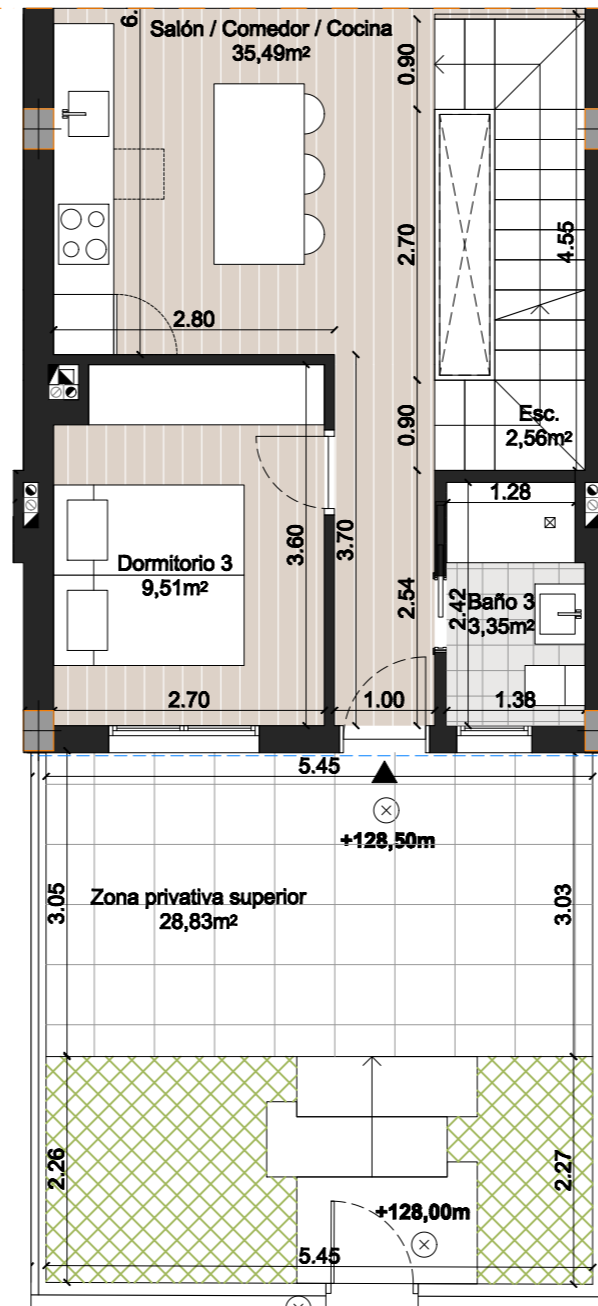 6.
Salón / Comedor / Cocina
35,49m²
0.90
2.70
4.55
2.80
0.90
Esc.
2,56m²
1.28
3.60
3.70
Dormitorio 3
9,51m²
2.54
2.42
Baño 3
3,35m²
2.70
1.00
1.38
5.45
+128,50m
3.05
Zona privativa superior
28,83m²
3.03
2.26
2.27
+128,00m
5.45